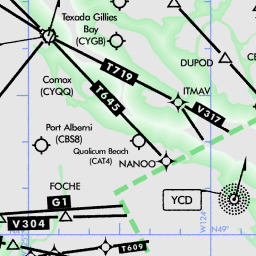 Texada Gillies
Bay
(CYGB)
DUPOD
T719
Comox
(CYQQ)
ITMAV
T645
V317
Port Alberni
(CBS8)
Qualicum Beach
(CAT4)
NANOO
FOCHE
YCD
G1
V304
W124°
N49°
T609